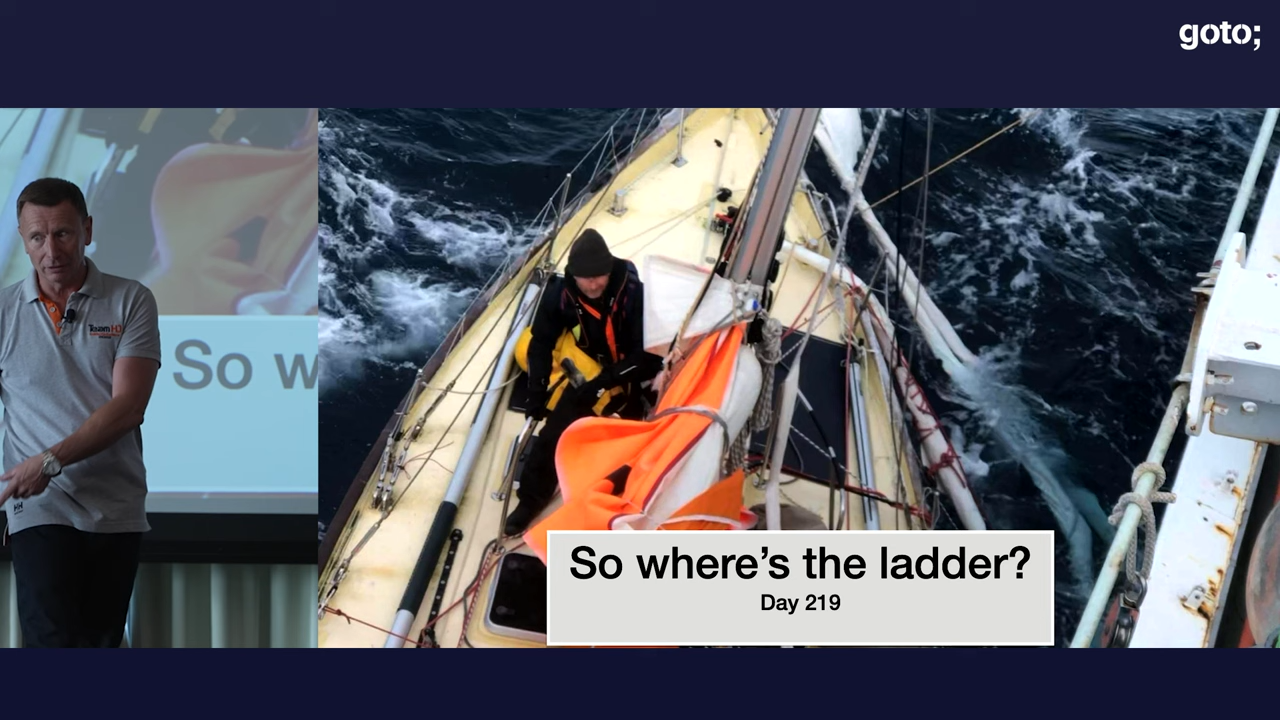 goto;
So w
So where's the ladder?
Day 219